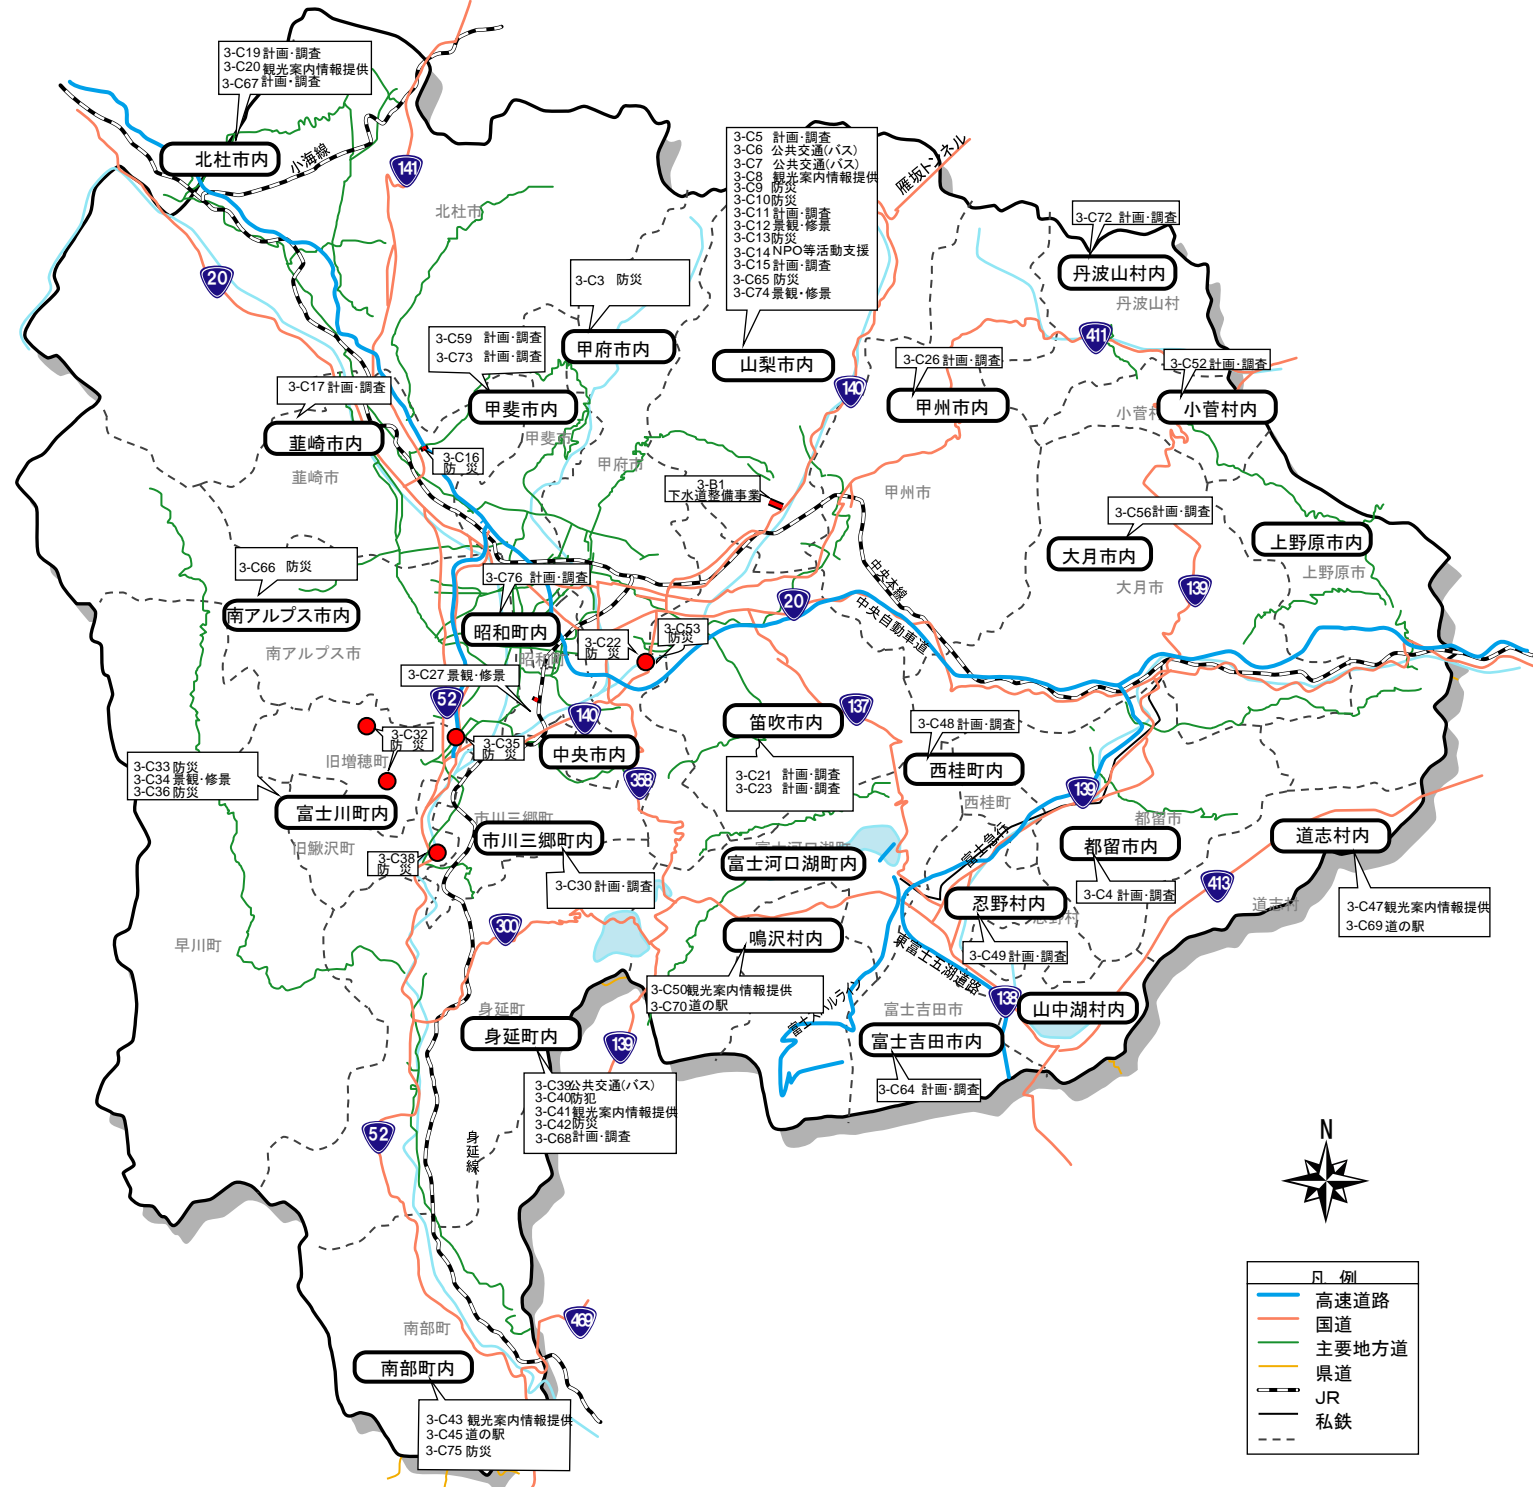 3-C19 計画・調査
3-C20 観光案内情報提供
3-C67 計画・調査
北杜市内
小海線
141
北杜市
20
3-C5 計画・調査
3-C6 公共交通(バス)
3-C7 公共交通(バス)
3-C8 観光案内情報提供
3-C9 防災
3-C10 防災
3-C11 計画・調査
3-C12 景観・修景
3-C13 防災
3-C14 NPO等活動支援
3-C15 計画・調査
3-C65 防災
3-C74 景観・修景
山梨市内
雁坂トンネル
3-C72 計画・調査
丹波山村内
丹波山村
411
3-C3 防災
甲府市内
3-C59 計画・調査
3-C73 計画・調査
甲斐市内
甲斐市
甲府市
3-C17 計画・調査
韮崎市内
韮崎市
3-C16
防 災
140
3-C26 計画・調査
甲州市内
甲州市
3-C52 計画・調査
小菅村内
小菅村
3-B1
下水道整備事業
3-C56 計画・調査
大月市内
大月市
139
上野原市内
上野原市
3-C66 防災
南アルプス市内
南アルプス市
3-C76 計画・調査
昭和町内
昭和町
3-C22
防 災
3-C53
防災
20
中央本線
中央自動車道
3-C27 景観・修景
52
140
3-C32
防 災
3-C35
防 災
旧増穂町
中央市内
358
笛吹市内
137
3-C21 計画・調査
3-C23 計画・調査
3-C48 計画・調査
西桂町内
西桂町
139
3-C33 防災
3-C34 景観・修景
3-C36 防災
富士川町内
旧鰍沢町
3-C38
防 災
市川三郷町
市川三郷町内
3-C30 計画・調査
富士河口湖町
富士河口湖町内
富士急行
都留市
都留市内
3-C4 計画・調査
道志村内
道志村
413
3-C47 観光案内情報提供
3-C69 道の駅
忍野村内
忍野村
3-C49 計画・調査
早川町
300
鳴沢村内
3-C50 観光案内情報提供
3-C70 道の駅
東富士五湖道路
富士スバルライン
138
山中湖村内
富士吉田市
富士吉田市内
3-C64 計画・調査
身延町
身延町内
139
3-C39 公共交通(バス)
3-C40 防犯
3-C41 観光案内情報提供
3-C42 防災
3-C68 計画・調査
52
身延線
469
南部町
南部町内
3-C43 観光案内情報提供
3-C45 道の駅
3-C75 防災
N
凡 例
高速道路
国道
主要地方道
県道
JR
私鉄